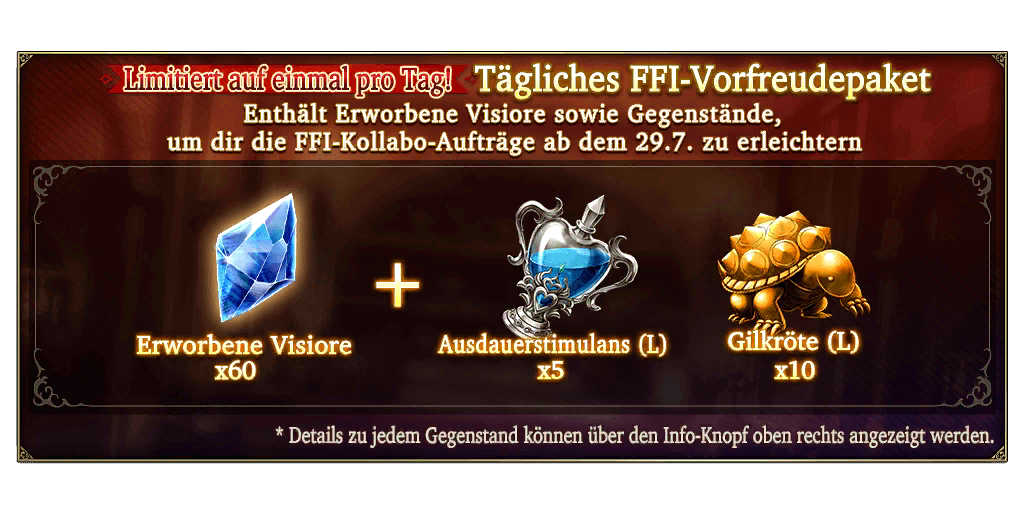 Limitiert auf einmal pro Tag! Tägliches FFI-Vorfreudepaket
Enthält Erworbene Visiore sowie Gegenstände,
um dir die FFI-Kollabo-Aufträge ab dem 29.7. zu erleichtern
+
Erworbene Visiore Ausdauerstimulans (L) Gilkröte (L)
x60 x5 x10
* Details zu jedem Gegenstand können über den Info-Knopf oben rechts angezeigt werden.